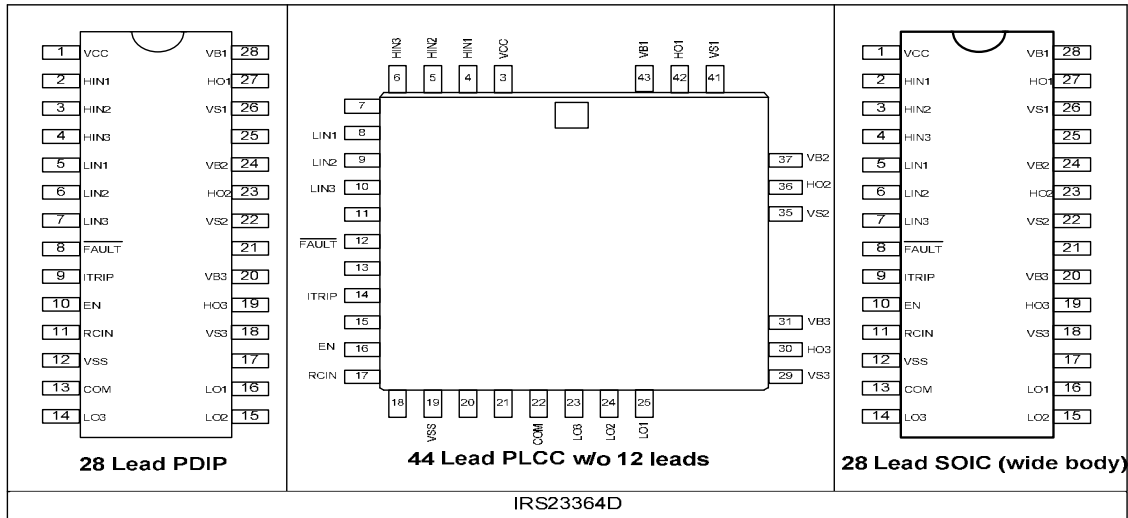 1 VCC VB1 28
2 HIN1 HO1 27
3 HIN2 VS1 26
4 HIN3 25
5 LIN1 VB2 24
6 LIN2 HO2 23
7 LIN3 VS2 22
8 FAULT 21
9 ITRIP VB3 20
10 EN HO3 19
11 RCIN VS3 18
12 VSS 17
13 COM LO1 16
14 LO3 LO2 15
28 Lead PDIP
HIN3 HIN2 HIN1 VCC VB1 HO1 VS1
6 5 4 3 43 42 41
7
LIN1 8
LIN2 9 37 VB2
LIN3 10 36 HO2
11 35 VS2
FAULT 12
13
ITRIP 14
15 31 VB3
EN 16 30 HO3
RCIN 17 29 VS3
18 19 20 21 22 23 24 25
VSS COM LO3 LO2 LO1
44 Lead PLCC w/o 12 leads
1 VCC VB1 28
2 HIN1 HO1 27
3 HIN2 VS1 26
4 HIN3 25
5 LIN1 VB2 24
6 LIN2 HO2 23
7 LIN3 VS2 22
8 FAULT 21
9 ITRIP VB3 20
10 EN HO3 19
11 RCIN VS3 18
12 VSS 17
13 COM LO1 16
14 LO3 LO2 15
28 Lead SOIC (wide body)
IRS23364D